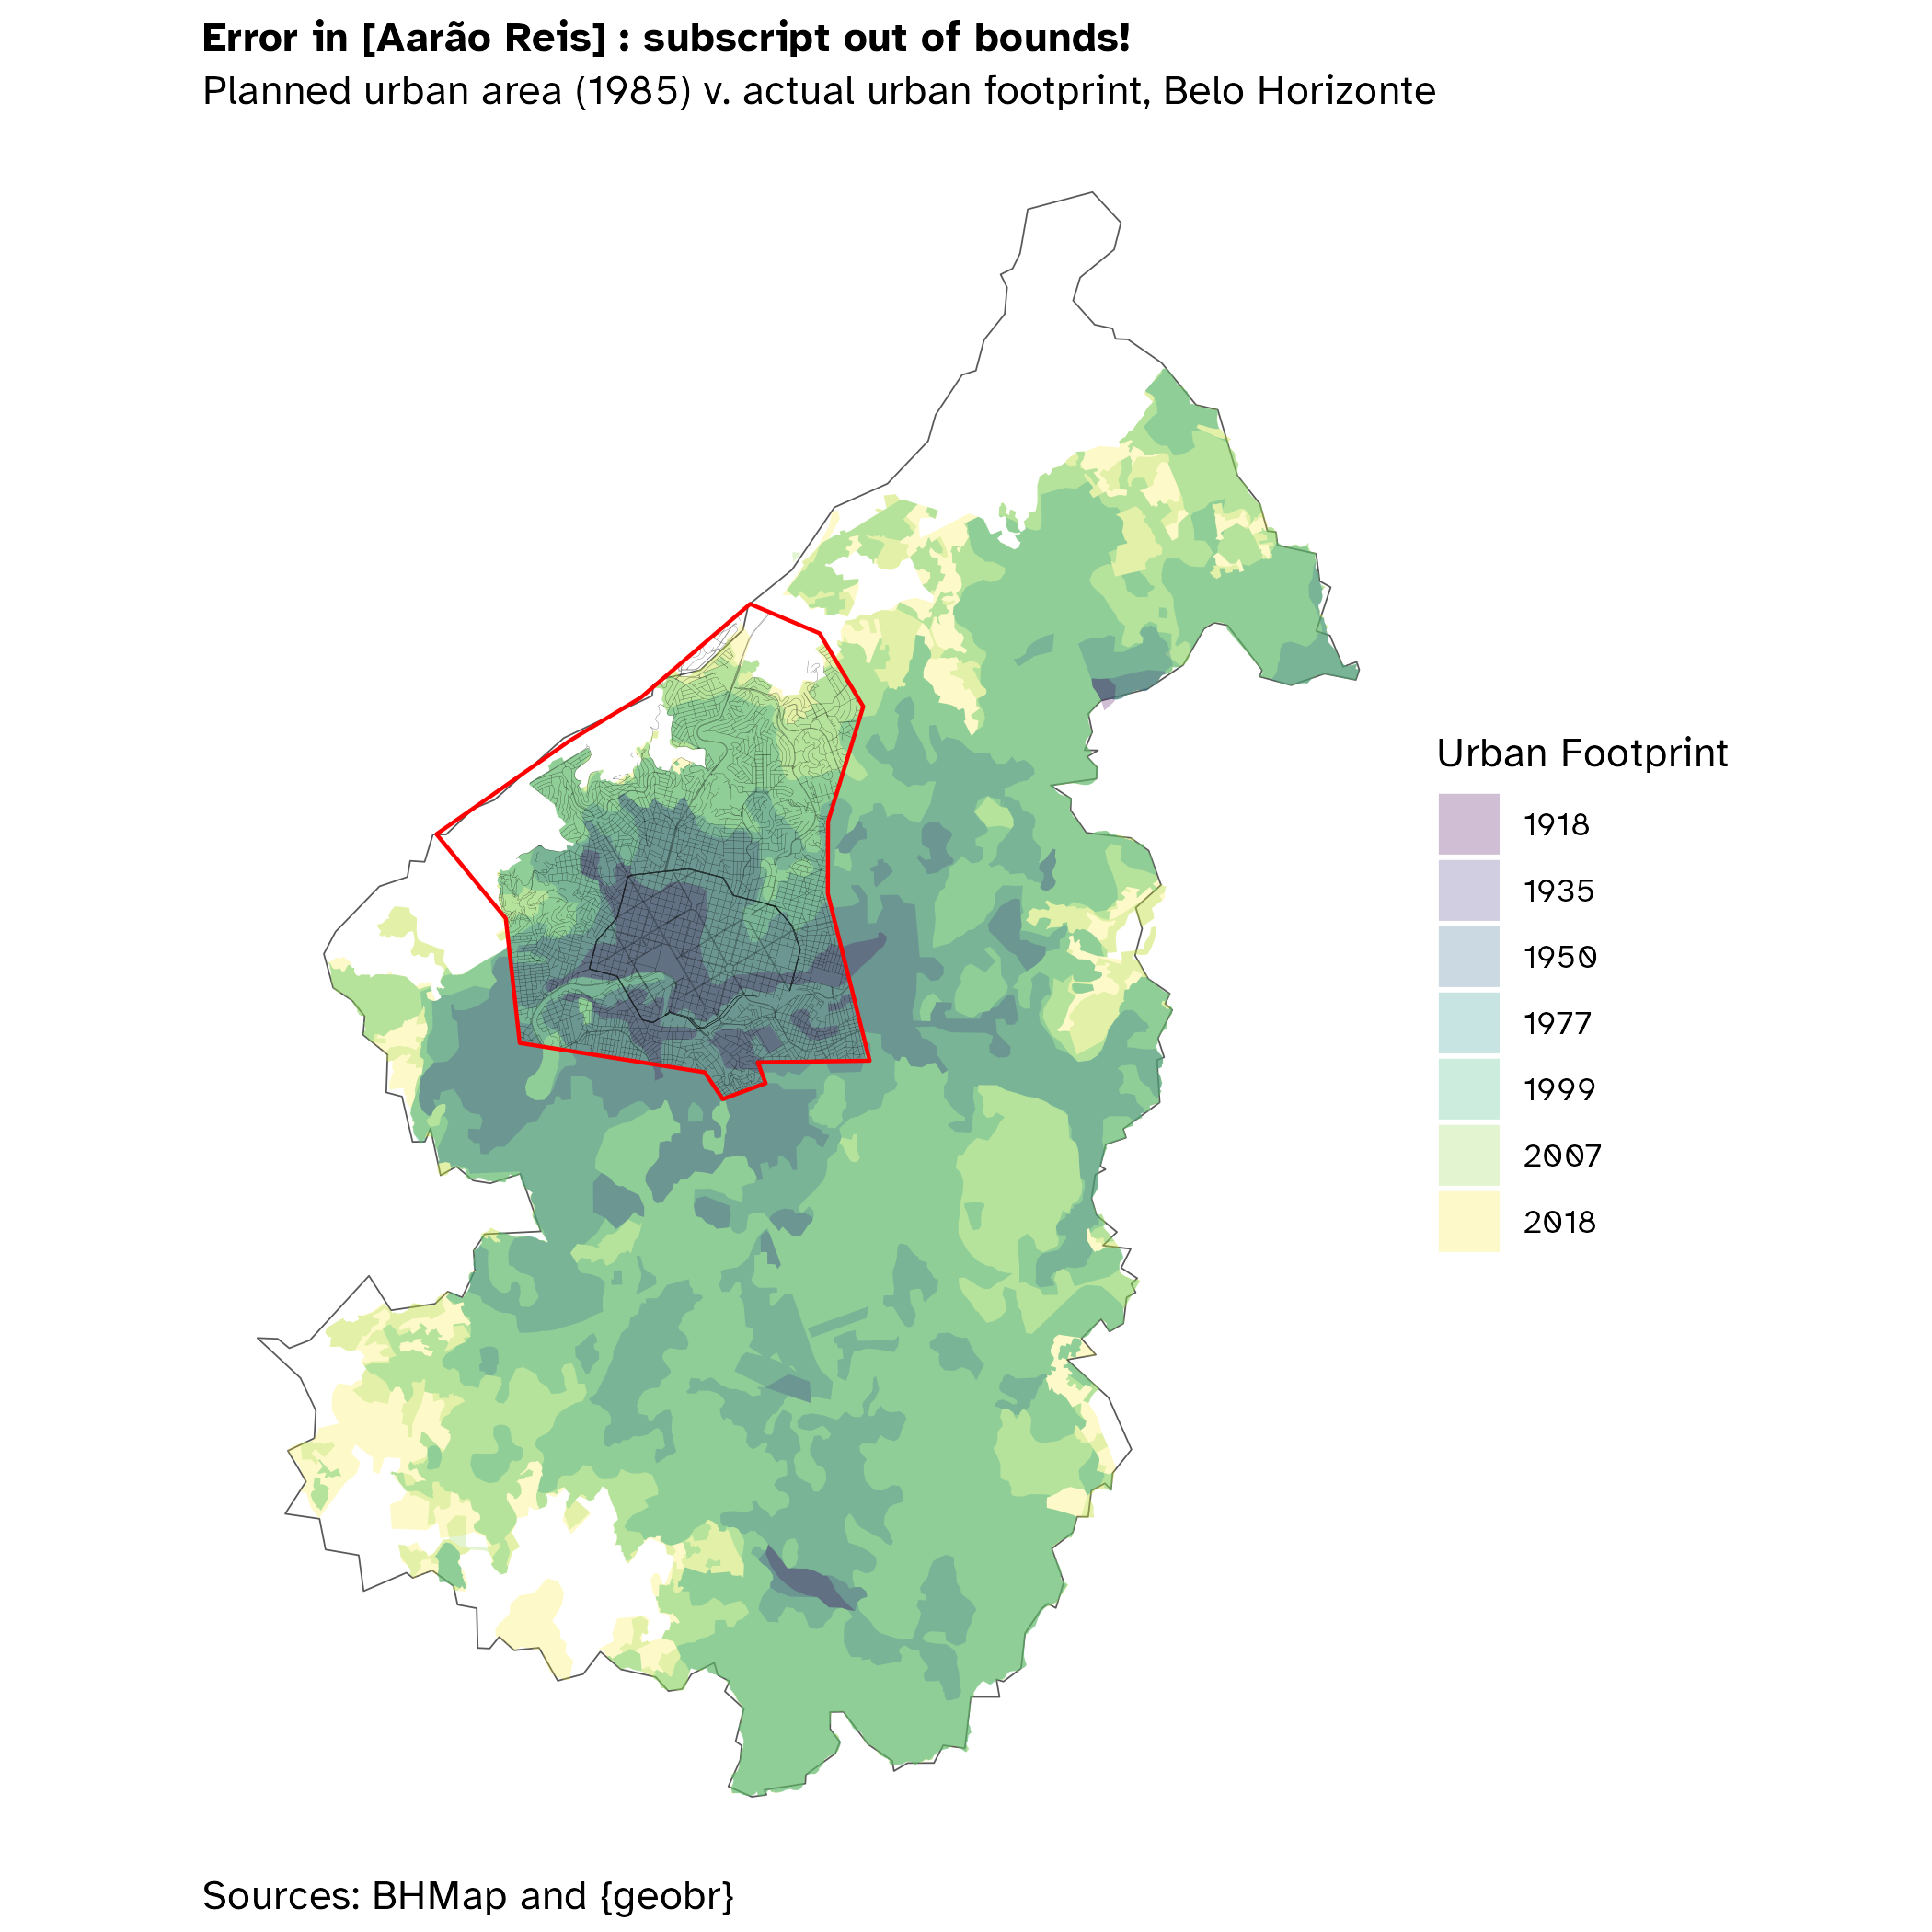 Error in [Aarão Reis] : subscript out of bounds!
Planned urban area (1985) v. actual urban footprint, Belo Horizonte
Urban Footprint
1918
1935
1950
1977
1999
2007
2018
Sources: BHMap and {geobr}